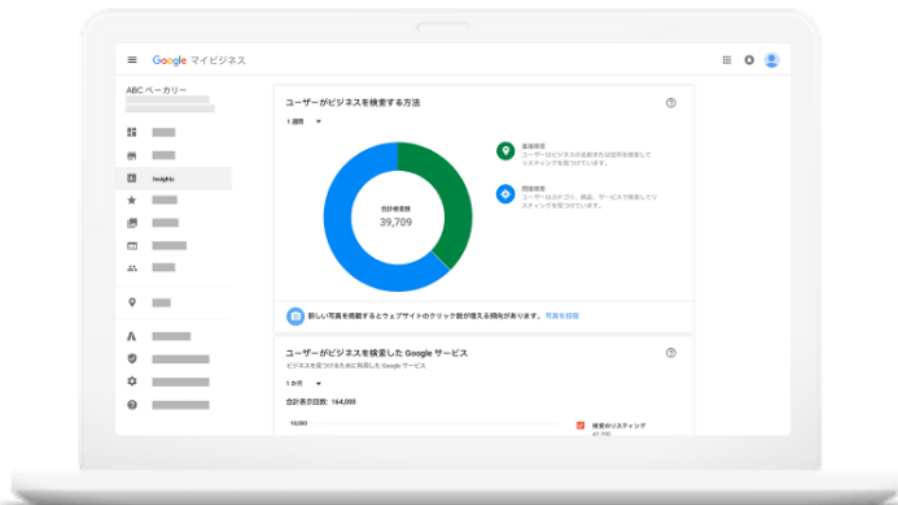 Google マイビジネス
ABC ベーカリー
Insights
ユーザーがビジネスを検索する方法
1 週間
合計検索数
39,709
直接検索
ユーザーはビジネスの名前または住所を検索して
リスティングを見つけています。
間接検索
ユーザーはカテゴリ、商品、サービスで検索してリ
スティングを見つけています。
新しい写真を掲載するとウェブサイトのクリック数が増える傾向があります。 写真を投稿
ユーザーがビジネスを検索した Google サービス
ビジネスを見つけるために利用した Google サービス
1 か月
合計表示回数: 164,000
10,000
検索のリスティング